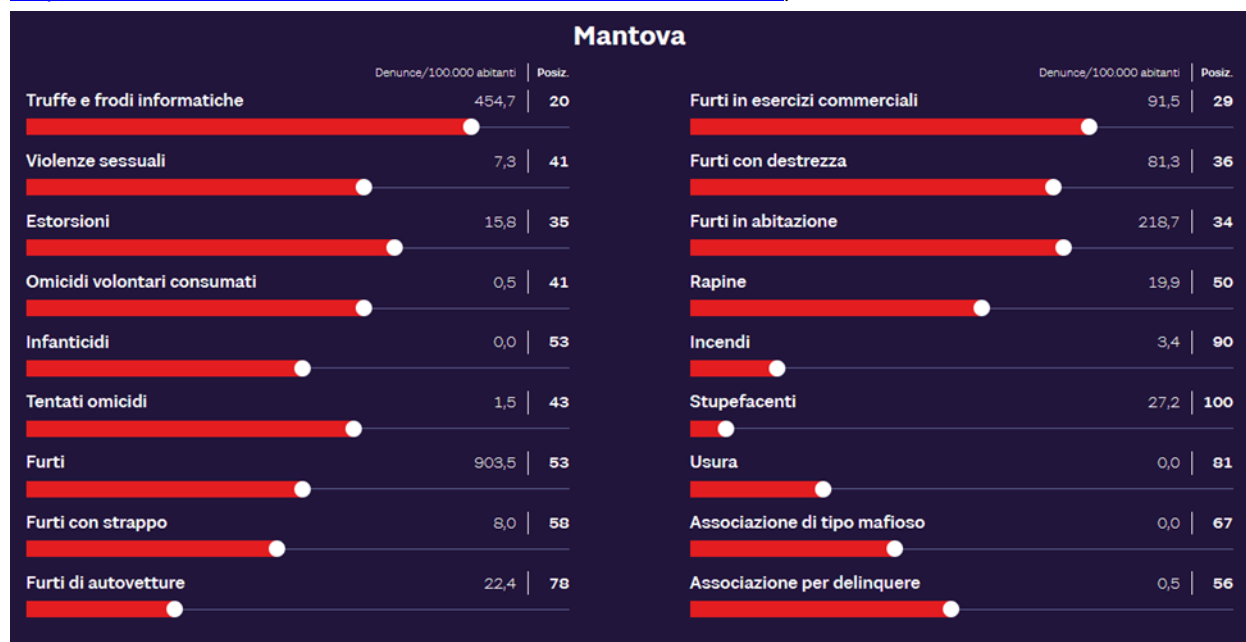 Mantova
Denunce/100.000 abitanti Posiz.
Truffe e frodi informatiche 454,7 20
Violenze sessuali 7,3 41
Estorsioni 15,8 35
Omicidi volontari consumati 0,5 41
Infanticidi 0,0 53
Tentati omicidi 1,5 43
Furti 903,5 53
Furti con strappo 8,0 58
Furti di autovetture 22,4 78
Denunce/100.000 abitanti Posiz.
Furti in esercizi commerciali 91,5 29
Furti con destrezza 81,3 36
Furti in abitazione 218,7 34
Rapine 19,9 50
Incendi 3,4 90
Stupefacenti 27,2 100
Usura 0,0 81
Associazione di tipo mafioso 0,0 67
Associazione per delinquere 0,5 56